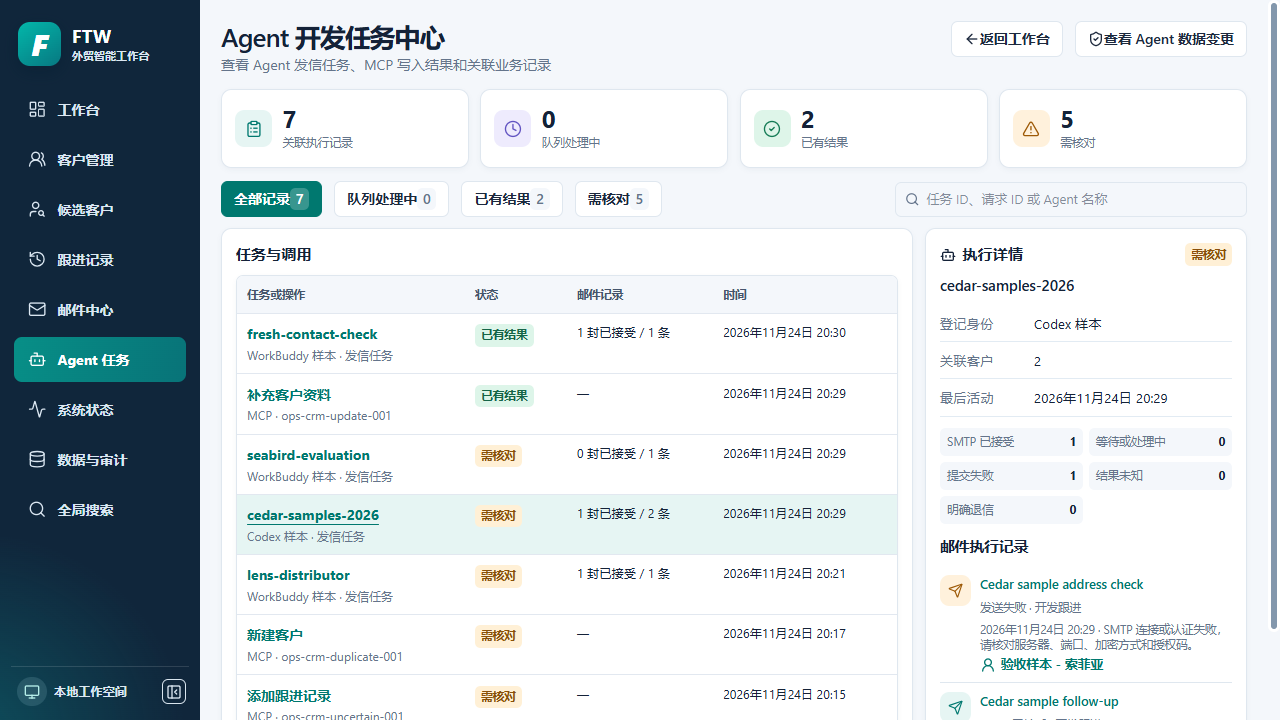 FTW
外贸智能工作台
工作台
客户管理
候选客户
跟进记录
邮件中心
Agent 任务
系统状态
数据与审计
全局搜索
本地工作空间
Agent 开发任务中心
查看 Agent 发信任务、MCP 写入结果和关联业务记录
返回工作台
查看 Agent 数据变更
7
关联执行记录
0
队列处理中
2
已有结果
5
需核对
全部记录 7
队列处理中 0
已有结果 2
需核对 5
任务 ID、请求 ID 或 Agent 名称
任务与调用
任务或操作 状态 邮件记录 时间
fresh-contact-check 已有结果 1 封已接受 / 1 条 2026年11月24日 20:30
WorkBuddy 样本 · 发信任务
补充客户资料 已有结果 — 2026年11月24日 20:29
MCP · ops-crm-update-001
seabird-evaluation 需核对 0 封已接受 / 1 条 2026年11月24日 20:29
WorkBuddy 样本 · 发信任务
cedar-samples-2026 需核对 1 封已接受 / 2 条 2026年11月24日 20:29
Codex 样本 · 发信任务
lens-distributor 需核对 1 封已接受 / 1 条 2026年11月24日 20:21
WorkBuddy 样本 · 发信任务
新建客户 需核对 — 2026年11月24日 20:17
MCP · ops-crm-duplicate-001
添加跟进记录 需核对 — 2026年11月24日 20:15
MCP · ops-crm-uncertain-001
执行详情 需核对
cedar-samples-2026
登记身份 Codex 样本
关联客户 2
最后活动 2026年11月24日 20:29
SMTP 已接受 1 等待或处理中 0
提交失败 1 结果未知 0
明确退信 0
邮件执行记录
Cedar sample address check
发送失败 · 开发跟进
2026年11月24日 20:29 · SMTP 连接或认证失败，
请核对服务器、端口、加密方式和授权码。
验收样本 - 索菲亚
Cedar sample follow-up